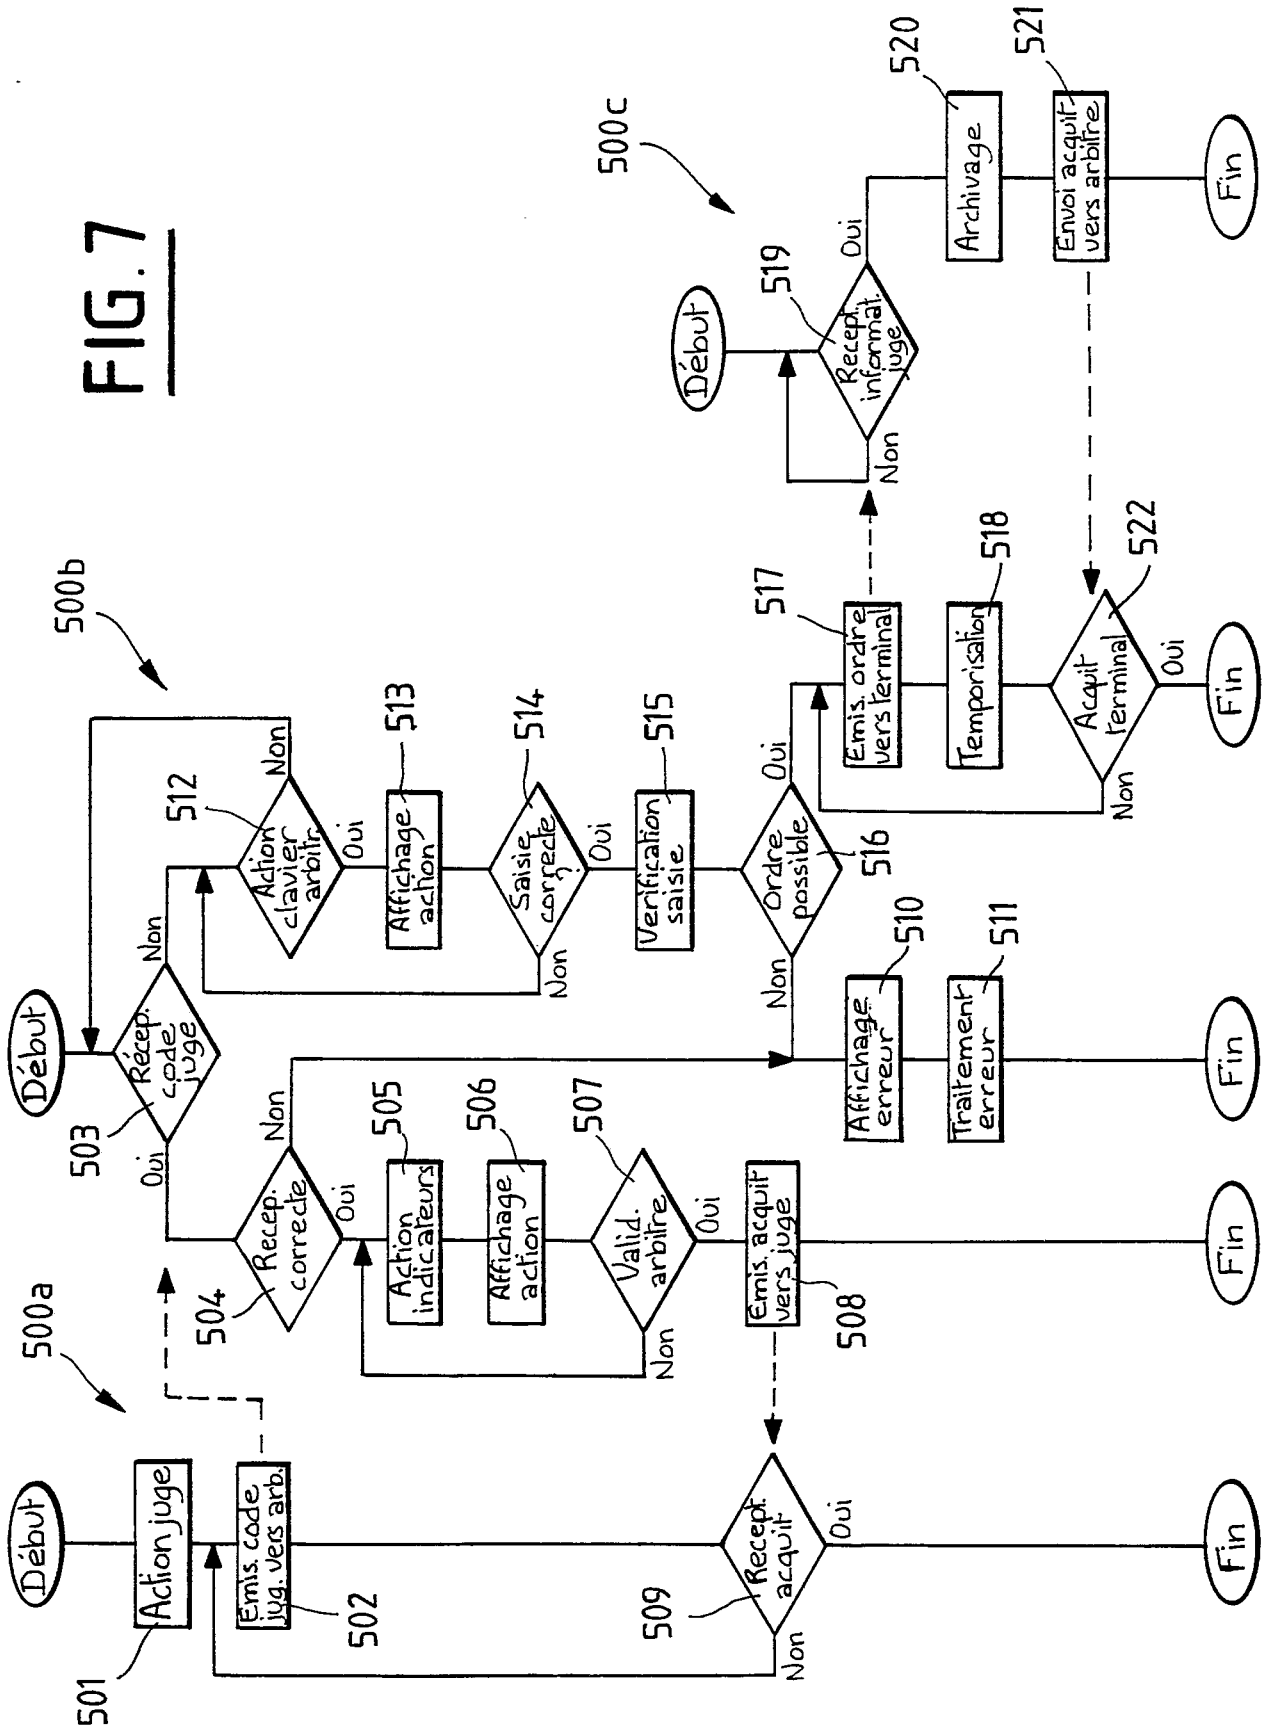 FIG. 7
500a
Début
501
Action juge
502
Emis. code
jug. vers arb.
509
Recept.
acquit
Non
Oui
Fin
500b
Début
503
Récep.
code
juge
Oui
Non
504
Recep.
correcte
Non
Oui
505
Action
indicateurs
506
Affichage
action
507
Valid.
arbitre
Non
Oui
508
Emis. acquit
vers juge
Fin
512
Action
clavier
arbitr.
Non
Oui
513
Affichage
action
514
Saisie
correcte
?
Non
Oui
515
Verification
saisie
516
Ordre
possible
Non
Oui
510
Affichage
erreur
511
Traitement
erreur
Fin
517
Emis. ordre
vers terminal
518
Temporisation
522
Acquit
terminal
Non
Oui
Fin
500c
Début
519
Recept.
informat.
juge
Non
Oui
520
Archivage
521
Envoi acquit
vers arbitre
Fin